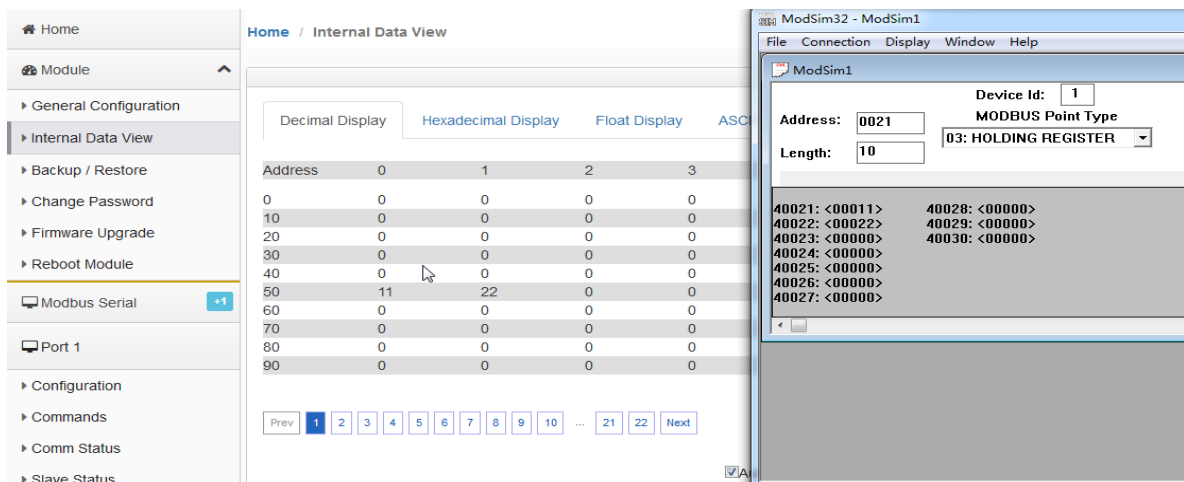 Home
Module
General Configuration
Internal Data View
Backup / Restore
Change Password
Firmware Upgrade
Reboot Module
Modbus Serial +1
Port 1
Configuration
Commands
Comm Status
Slave Status
Home / Internal Data View
Decimal Display Hexadecimal Display Float Display ASC
Address 0 1 2 3
0 0 0 0 0
10 0 0 0 0
20 0 0 0 0
30 0 0 0 0
40 0 0 0 0
50 11 22 0 0
60 0 0 0 0
70 0 0 0 0
80 0 0 0 0
90 0 0 0 0
Prev 1 2 3 4 5 6 7 8 9 10 ... 21 22 Next
ModSim32 - ModSim1
File Connection Display Window Help
ModSim1
Device Id: 1
Address: 0021 MODBUS Point Type
Length: 10 03: HOLDING REGISTER
40021: <00011> 40028: <00000>
40022: <00022> 40029: <00000>
40023: <00000> 40030: <00000>
40024: <00000>
40025: <00000>
40026: <00000>
40027: <00000>